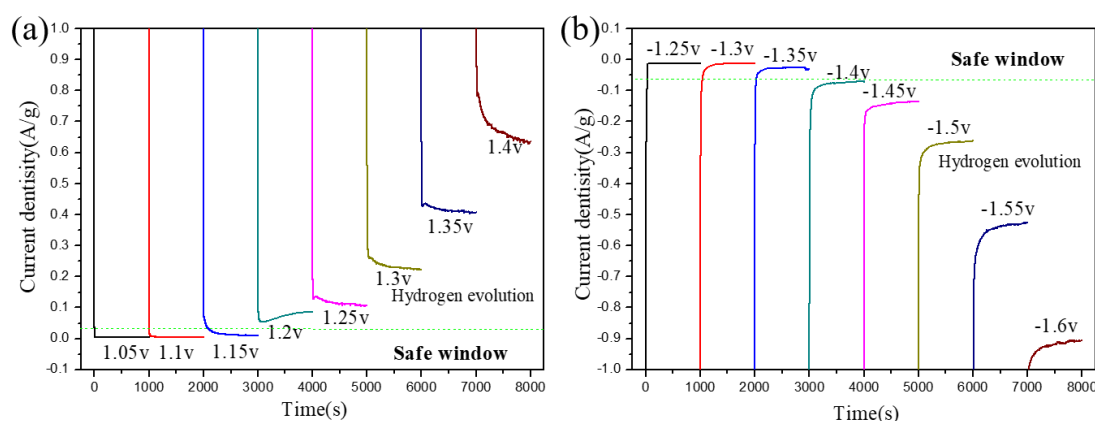 (a)
1.0
0.9
0.8
0.7
0.6
0.5
0.4
0.3
0.2
0.1
0.0
-0.1
Current dentisity(A/g)
1.4v
1.35v
1.3v
Hydrogen evolution
1.25v
1.2v
1.15v
1.1v
1.05v
Safe window
0 1000 2000 3000 4000 5000 6000 7000 8000
Time(s)
(b)
0.1
0.0
-0.1
-0.2
-0.3
-0.4
-0.5
-0.6
-0.7
-0.8
-0.9
-1.0
Current dentisity(A/g)
-1.25v
-1.3v
-1.35v
Safe window
-1.4v
-1.45v
-1.5v
Hydrogen evolution
-1.55v
-1.6v
0 1000 2000 3000 4000 5000 6000 7000 8000
Time(s)